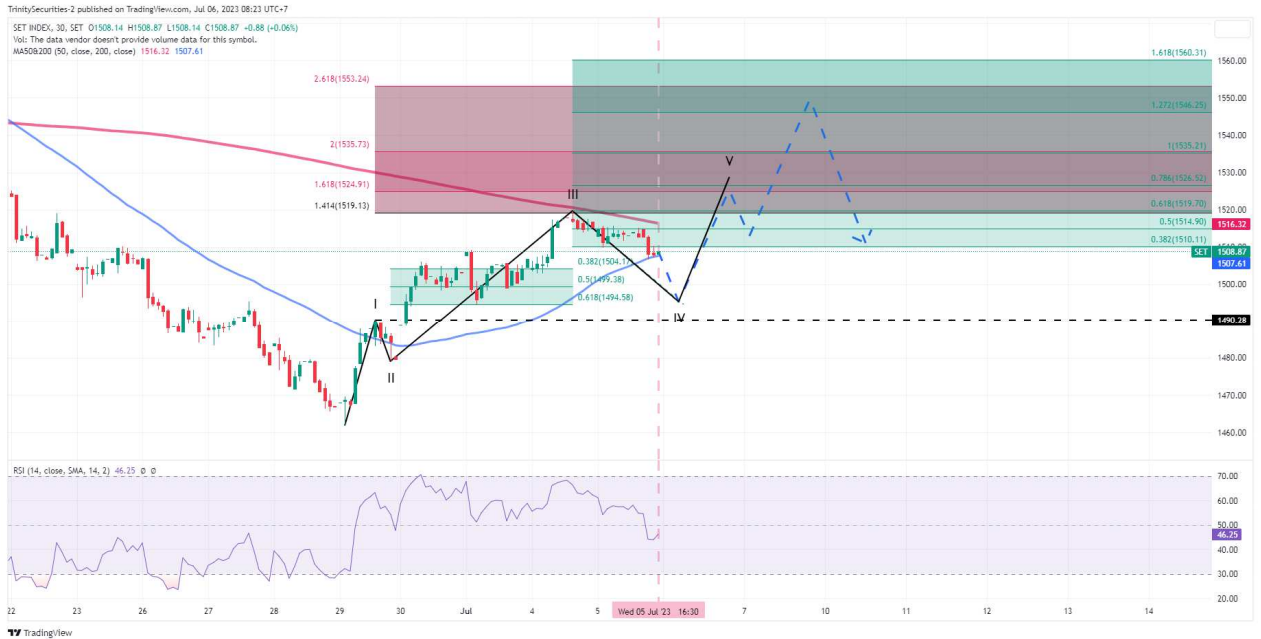 TrinitySecurities-2 published on TradingView.com, Jul 06, 2023 08:23 UTC+7
SET INDEX, 30, SET O1508.14 H1508.87 L1508.14 C1508.87 +0.88 (+0.06%)
Vol: The data vendor doesn't provide volume data for this symbol.
MA50&200 (50, close, 200, close) 1516.32 1507.61
1.618(1560.31)
1560.00
2.618(1553.24)
1550.00
1.272(1546.25)
1540.00
2(1535.73)
1(1535.21)
1530.00
V
1.618(1524.91)
0.786(1526.52)
III
1520.00
1.414(1519.13)
0.618(1519.70)
0.5(1514.90)
1516.32
0.382(1510.11)
SET 1508.87
1507.61
0.382(1504.17)
0.5(1499.38)
1500.00
0.618(1494.58)
I
IV
1490.28
II
1480.00
1470.00
1460.00
RSI (14, close, SMA, 14, 2) 46.25 Ø Ø
70.00
60.00
50.00
46.25
40.00
30.00
20.00
22 23 26 27 28 29 30 Jul 4 5 Wed 05 Jul '23 16:30 7 10 11 12 13 14
TradingView